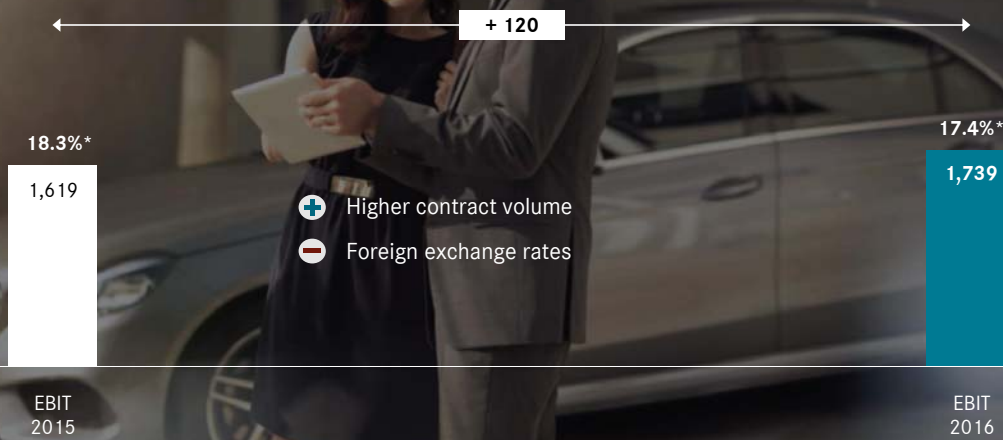 + 120
18.3%*
17.4%*
1,619
1,739
Higher contract volume
Foreign exchange rates
EBIT
2015
EBIT
2016